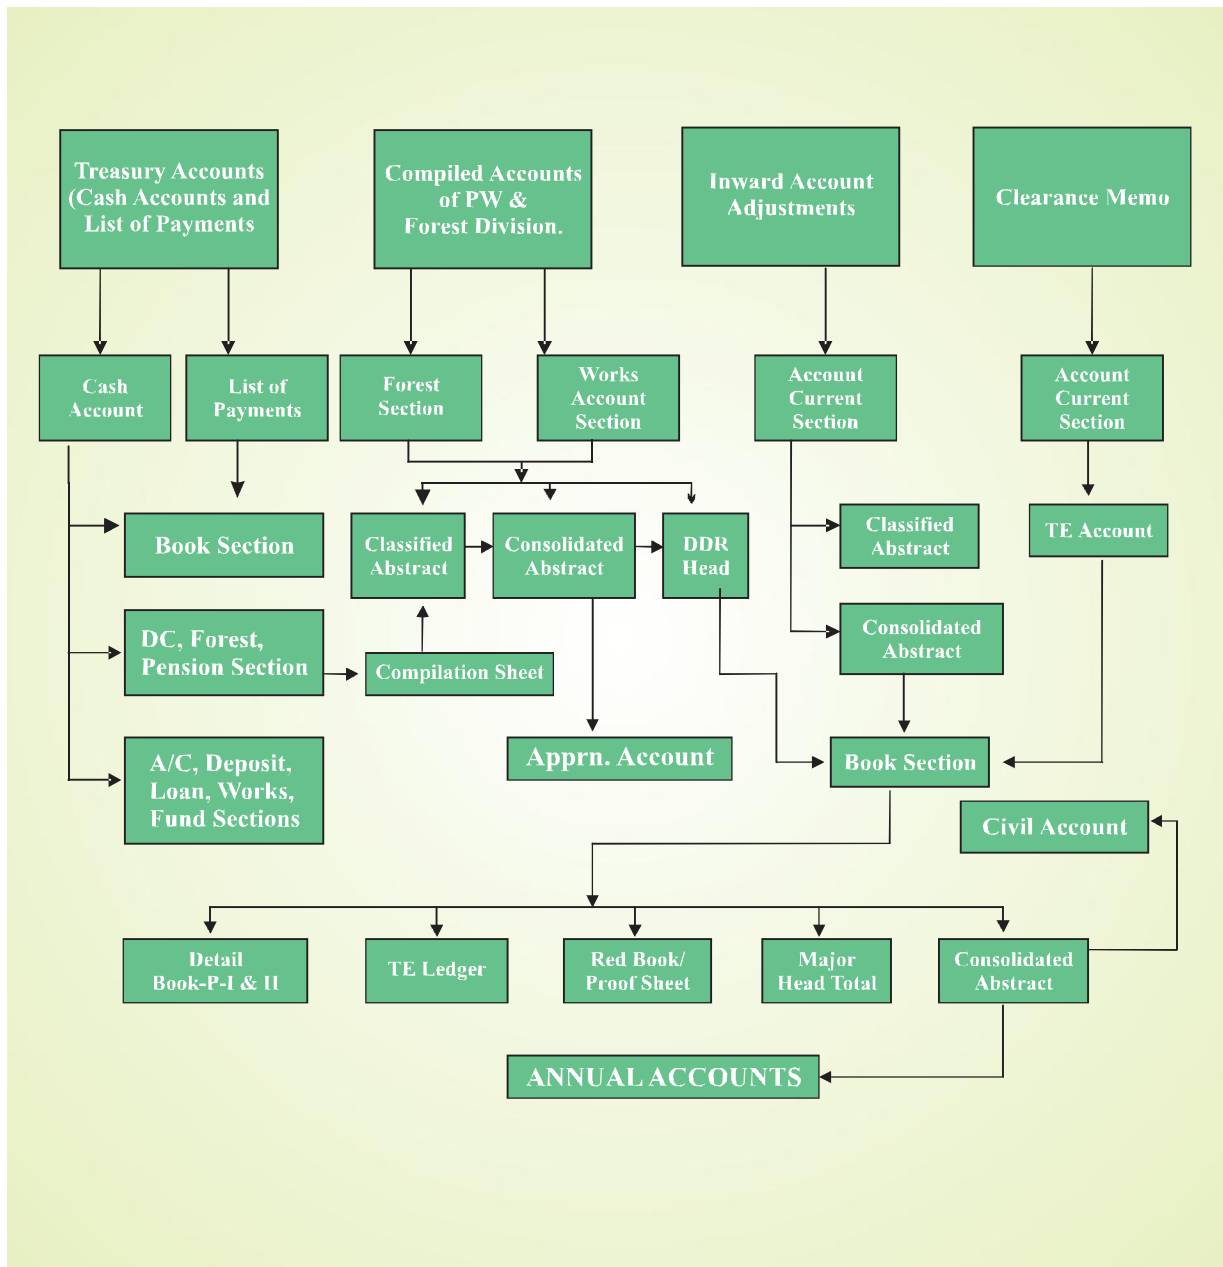 Treasury Accounts
(Cash Accounts and
List of Payments
Compiled Accounts
of PW &
Forest Division.
Inward Account
Adjustments
Clearance Memo
Cash
Account
List of
Payments
Forest
Section
Works
Account
Section
Account
Current
Section
Account
Current
Section
Book Section
Classified
Abstract
Consolidated
Abstract
DDR
Head
Classified
Abstract
TE Account
DC, Forest,
Pension Section
Compilation Sheet
Consolidated
Abstract
A/C, Deposit,
Loan, Works,
Fund Sections
Apprn. Account
Book Section
Civil Account
Detail
Book-P-I & II
TE Ledger
Red Book/
Proof Sheet
Major
Head Total
Consolidated
Abstract
ANNUAL ACCOUNTS